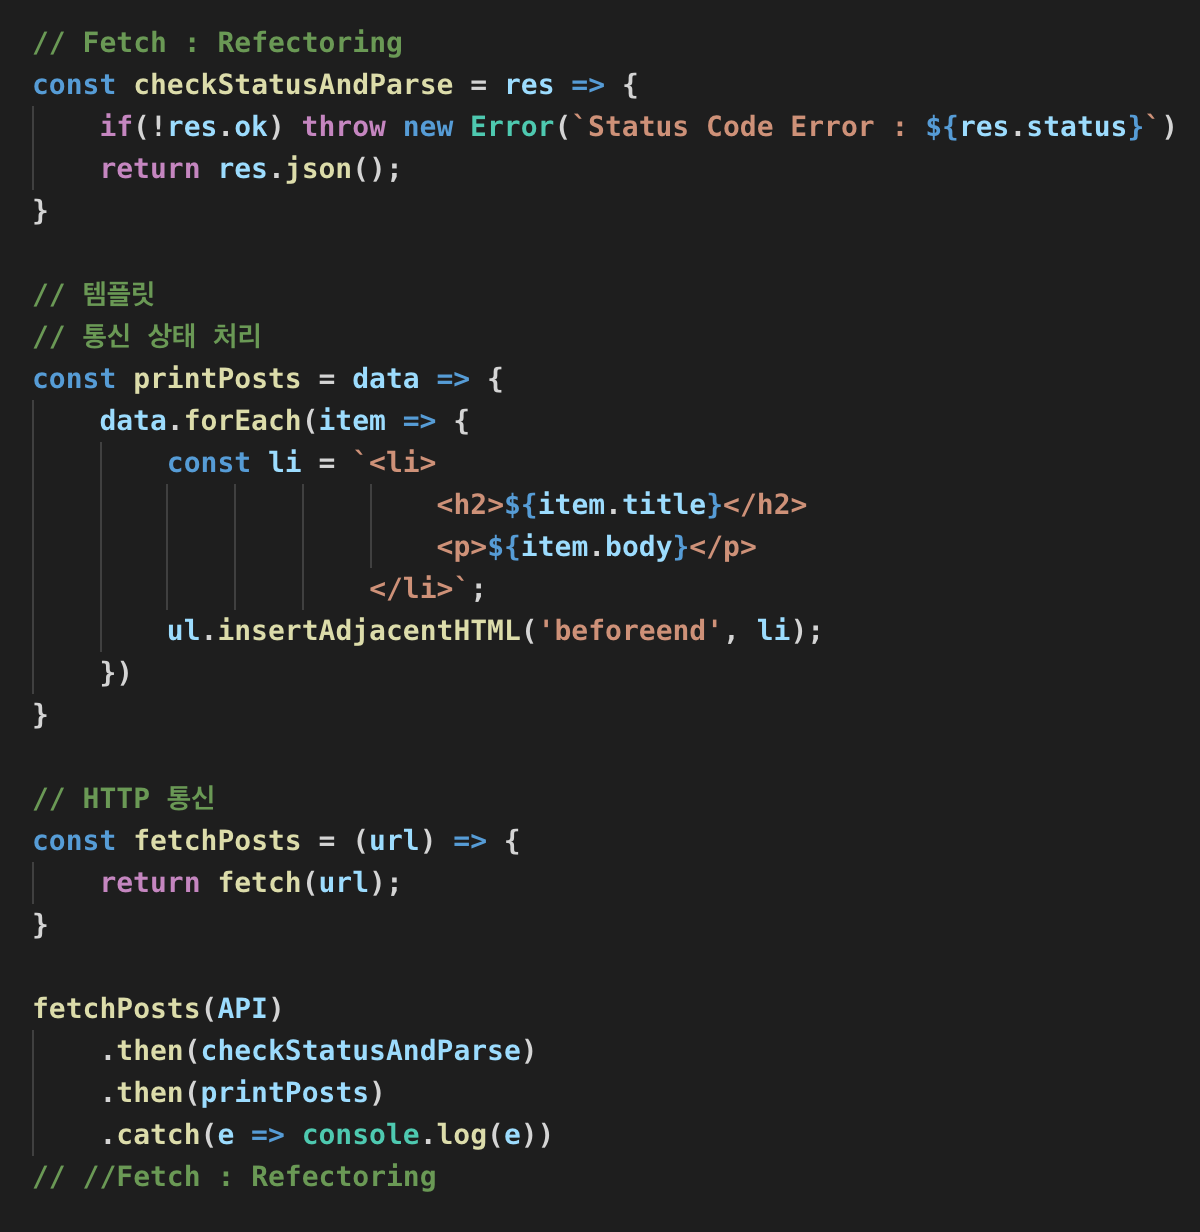 // Fetch : Refectoring
const checkStatusAndParse = res => {
    if(!res.ok) throw new Error(`Status Code Error : ${res.status}`)
    return res.json();
}

// 템플릿
// 통신 상태 처리
const printPosts = data => {
    data.forEach(item => {
        const li = `<li>
                        <h2>${item.title}</h2>
                        <p>${item.body}</p>
                    </li>`;
        ul.insertAdjacentHTML('beforeend', li);
    })
}

// HTTP 통신
const fetchPosts = (url) => {
    return fetch(url);
}

fetchPosts(API)
    .then(checkStatusAndParse)
    .then(printPosts)
    .catch(e => console.log(e))
// //Fetch : Refectoring